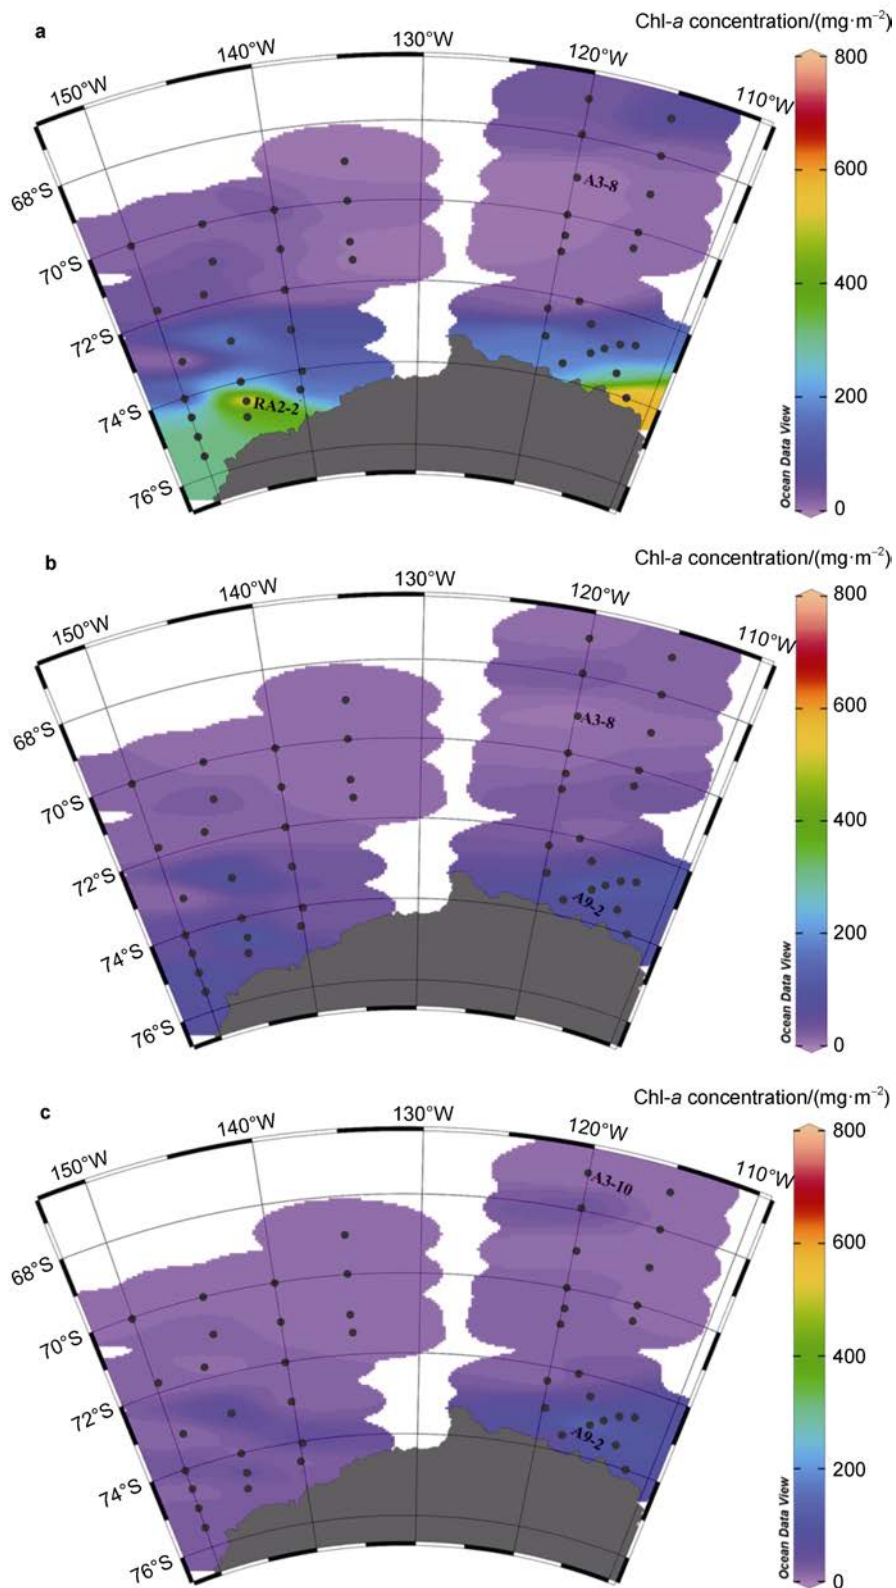 Chl-a concentration/(mg·m⁻²)
a
150°W
140°W
130°W
120°W
110°W
800
68°S
A3-8
600
70°S
400
72°S
200
74°S
RA2-2
76°S
0
Ocean Data View
Chl-a concentration/(mg·m⁻²)
b
150°W
140°W
130°W
120°W
110°W
800
68°S
A3-8
600
70°S
400
72°S
A9-2
200
74°S
76°S
0
Ocean Data View
Chl-a concentration/(mg·m⁻²)
c
150°W
140°W
130°W
120°W
110°W
800
A3-10
68°S
600
70°S
400
72°S
A9-2
200
74°S
76°S
0
Ocean Data View